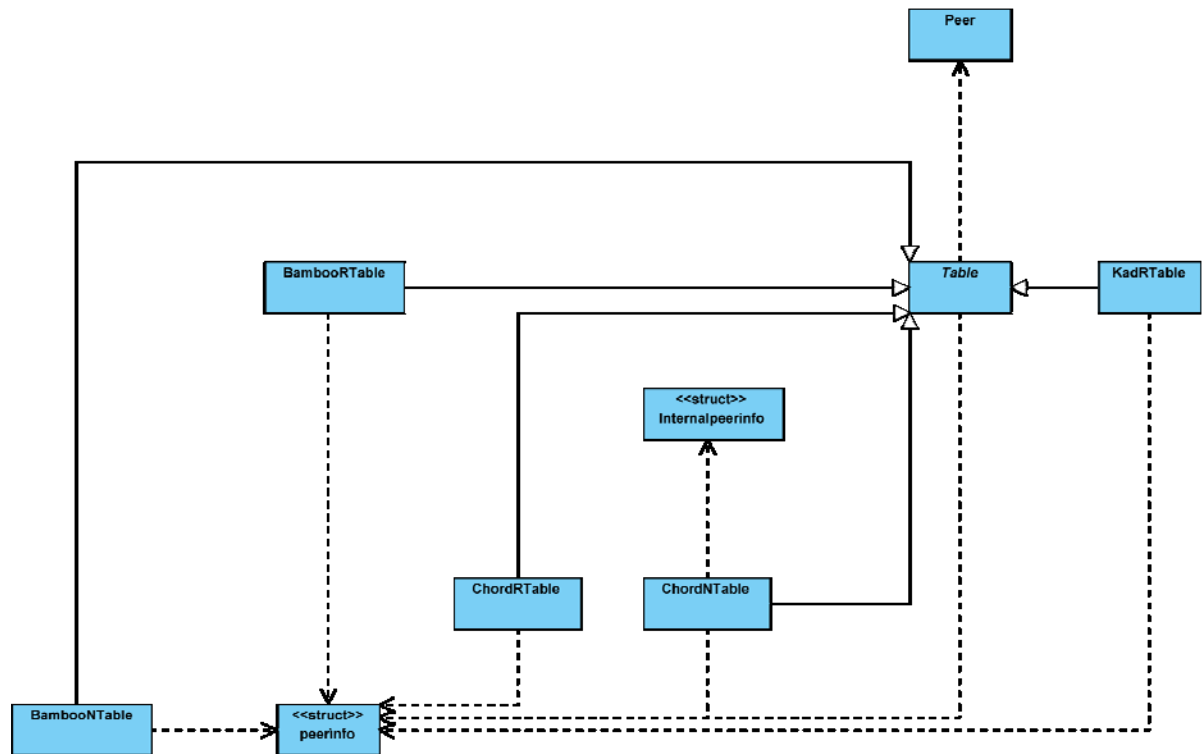 Peer
BambooRTable
Table
KadRTable
<<struct>>
Internalpeerinfo
ChordRTable
ChordNTable
BambooNTable
<<struct>>
peerinfo